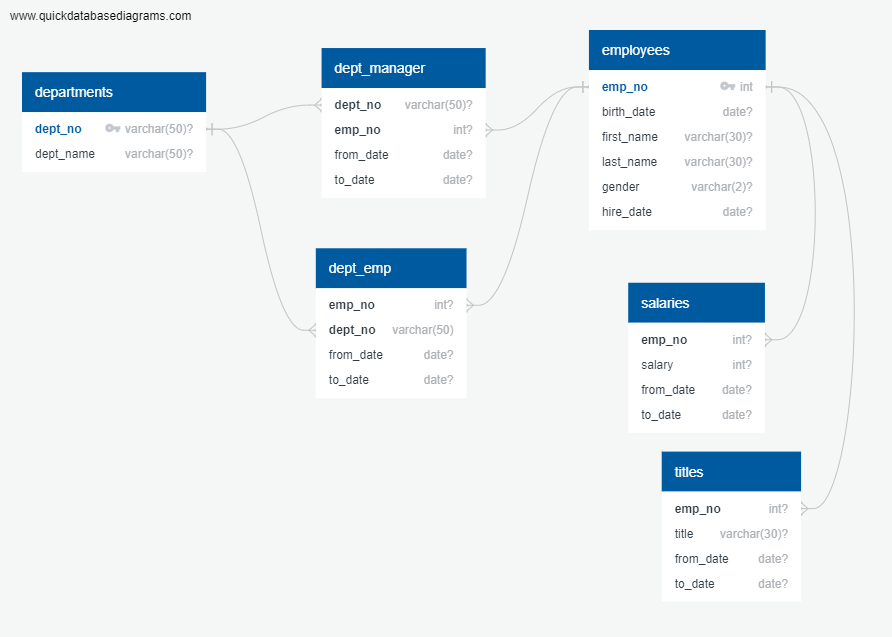 www.quickdatabasediagrams.com
departments
dept_no varchar(50)?
dept_name varchar(50)?
dept_manager
dept_no varchar(50)?
emp_no int?
from_date date?
to_date date?
employees
emp_no int
birth_date date?
first_name varchar(30)?
last_name varchar(30)?
gender varchar(2)?
hire_date date?
dept_emp
emp_no int?
dept_no varchar(50)
from_date date?
to_date date?
salaries
emp_no int?
salary int?
from_date date?
to_date date?
titles
emp_no int?
title varchar(30)?
from_date date?
to_date date?